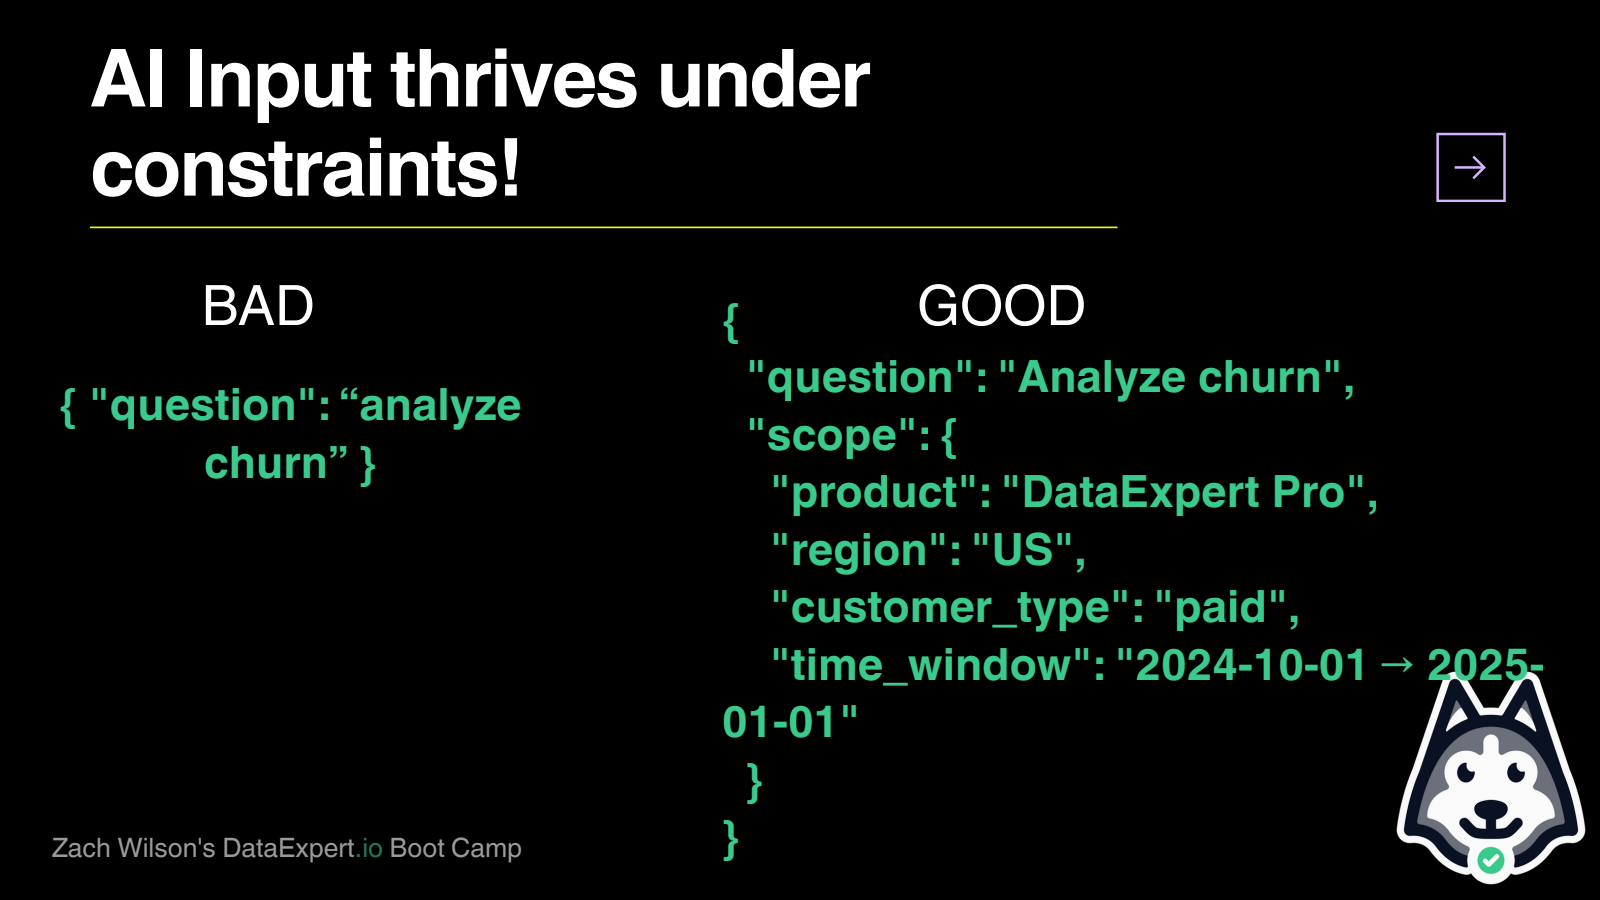 AI Input thrives under
constraints!
BAD
{ "question": “analyze
churn” }
GOOD
{
"question": "Analyze churn",
"scope": {
"product": "DataExpert Pro",
"region": "US",
"customer_type": "paid",
"time_window": "2024-10-01 → 2025-
01-01"
}
}
Zach Wilson's DataExpert.io Boot Camp